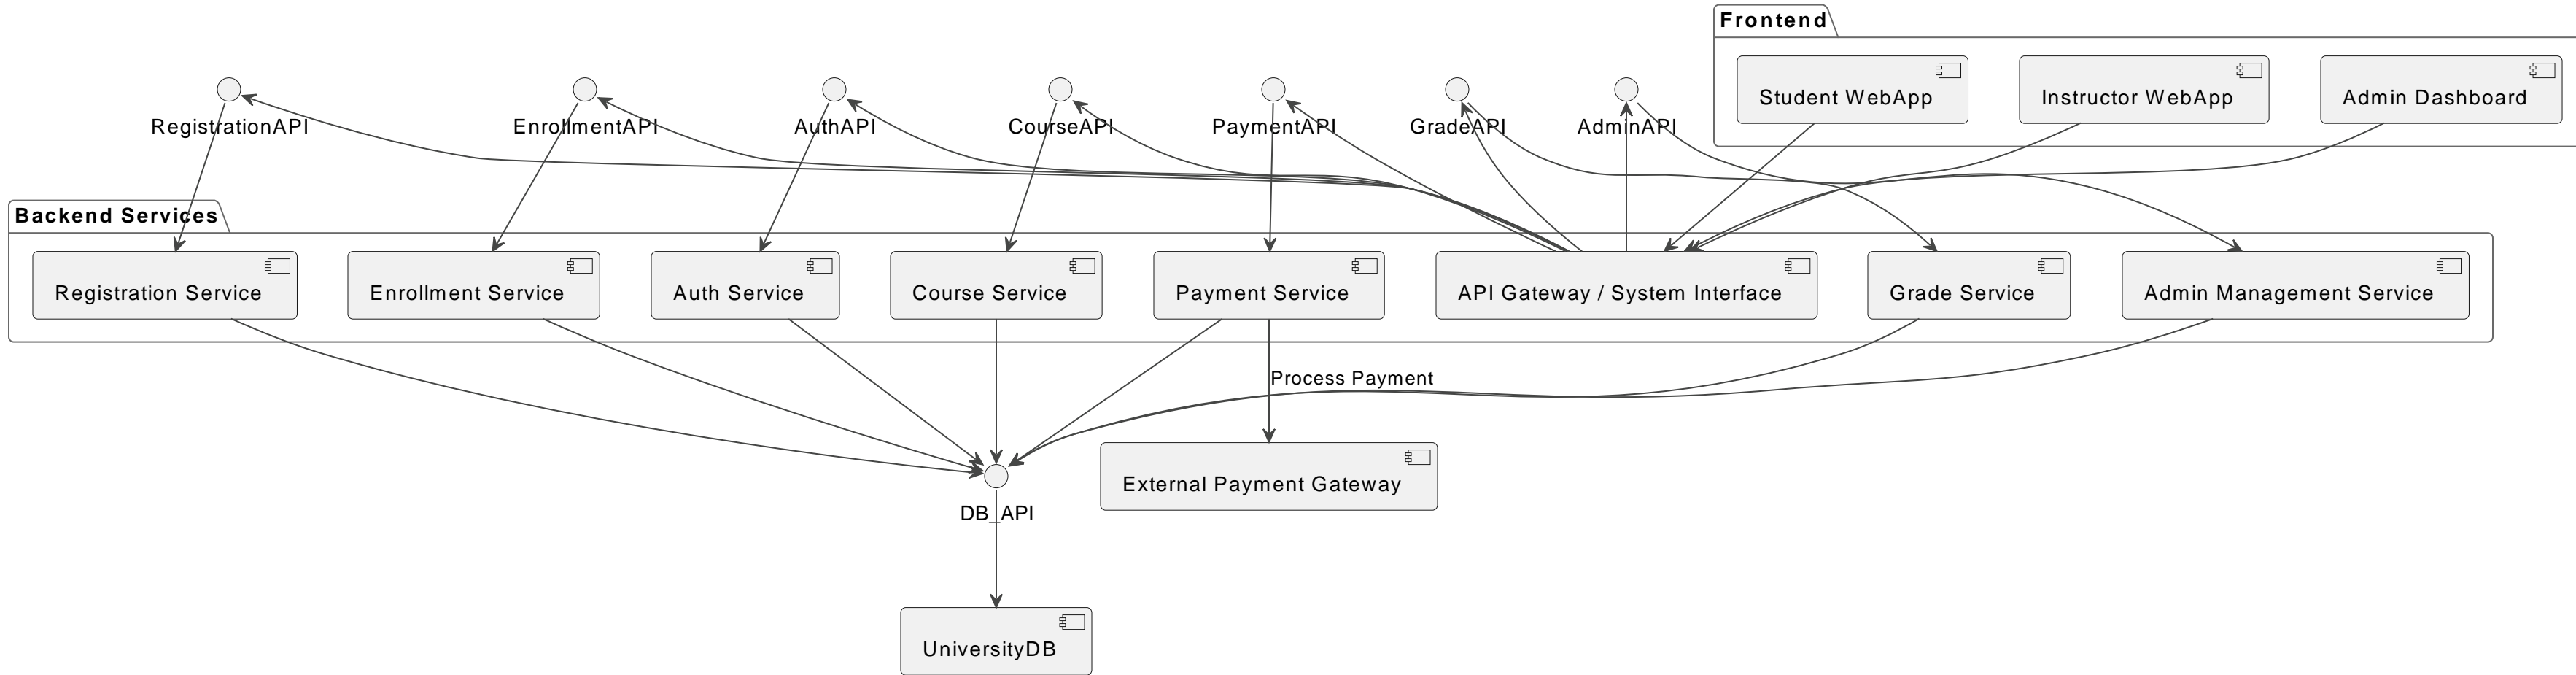 Frontend
Student WebApp
Instructor WebApp
Admin Dashboard
RegistrationAPI
EnrollmentAPI
AuthAPI
CourseAPI
PaymentAPI
GradeAPI
AdminAPI
Backend Services
Registration Service
Enrollment Service
Auth Service
Course Service
Payment Service
API Gateway / System Interface
Grade Service
Admin Management Service
Process Payment
External Payment Gateway
DB_API
UniversityDB